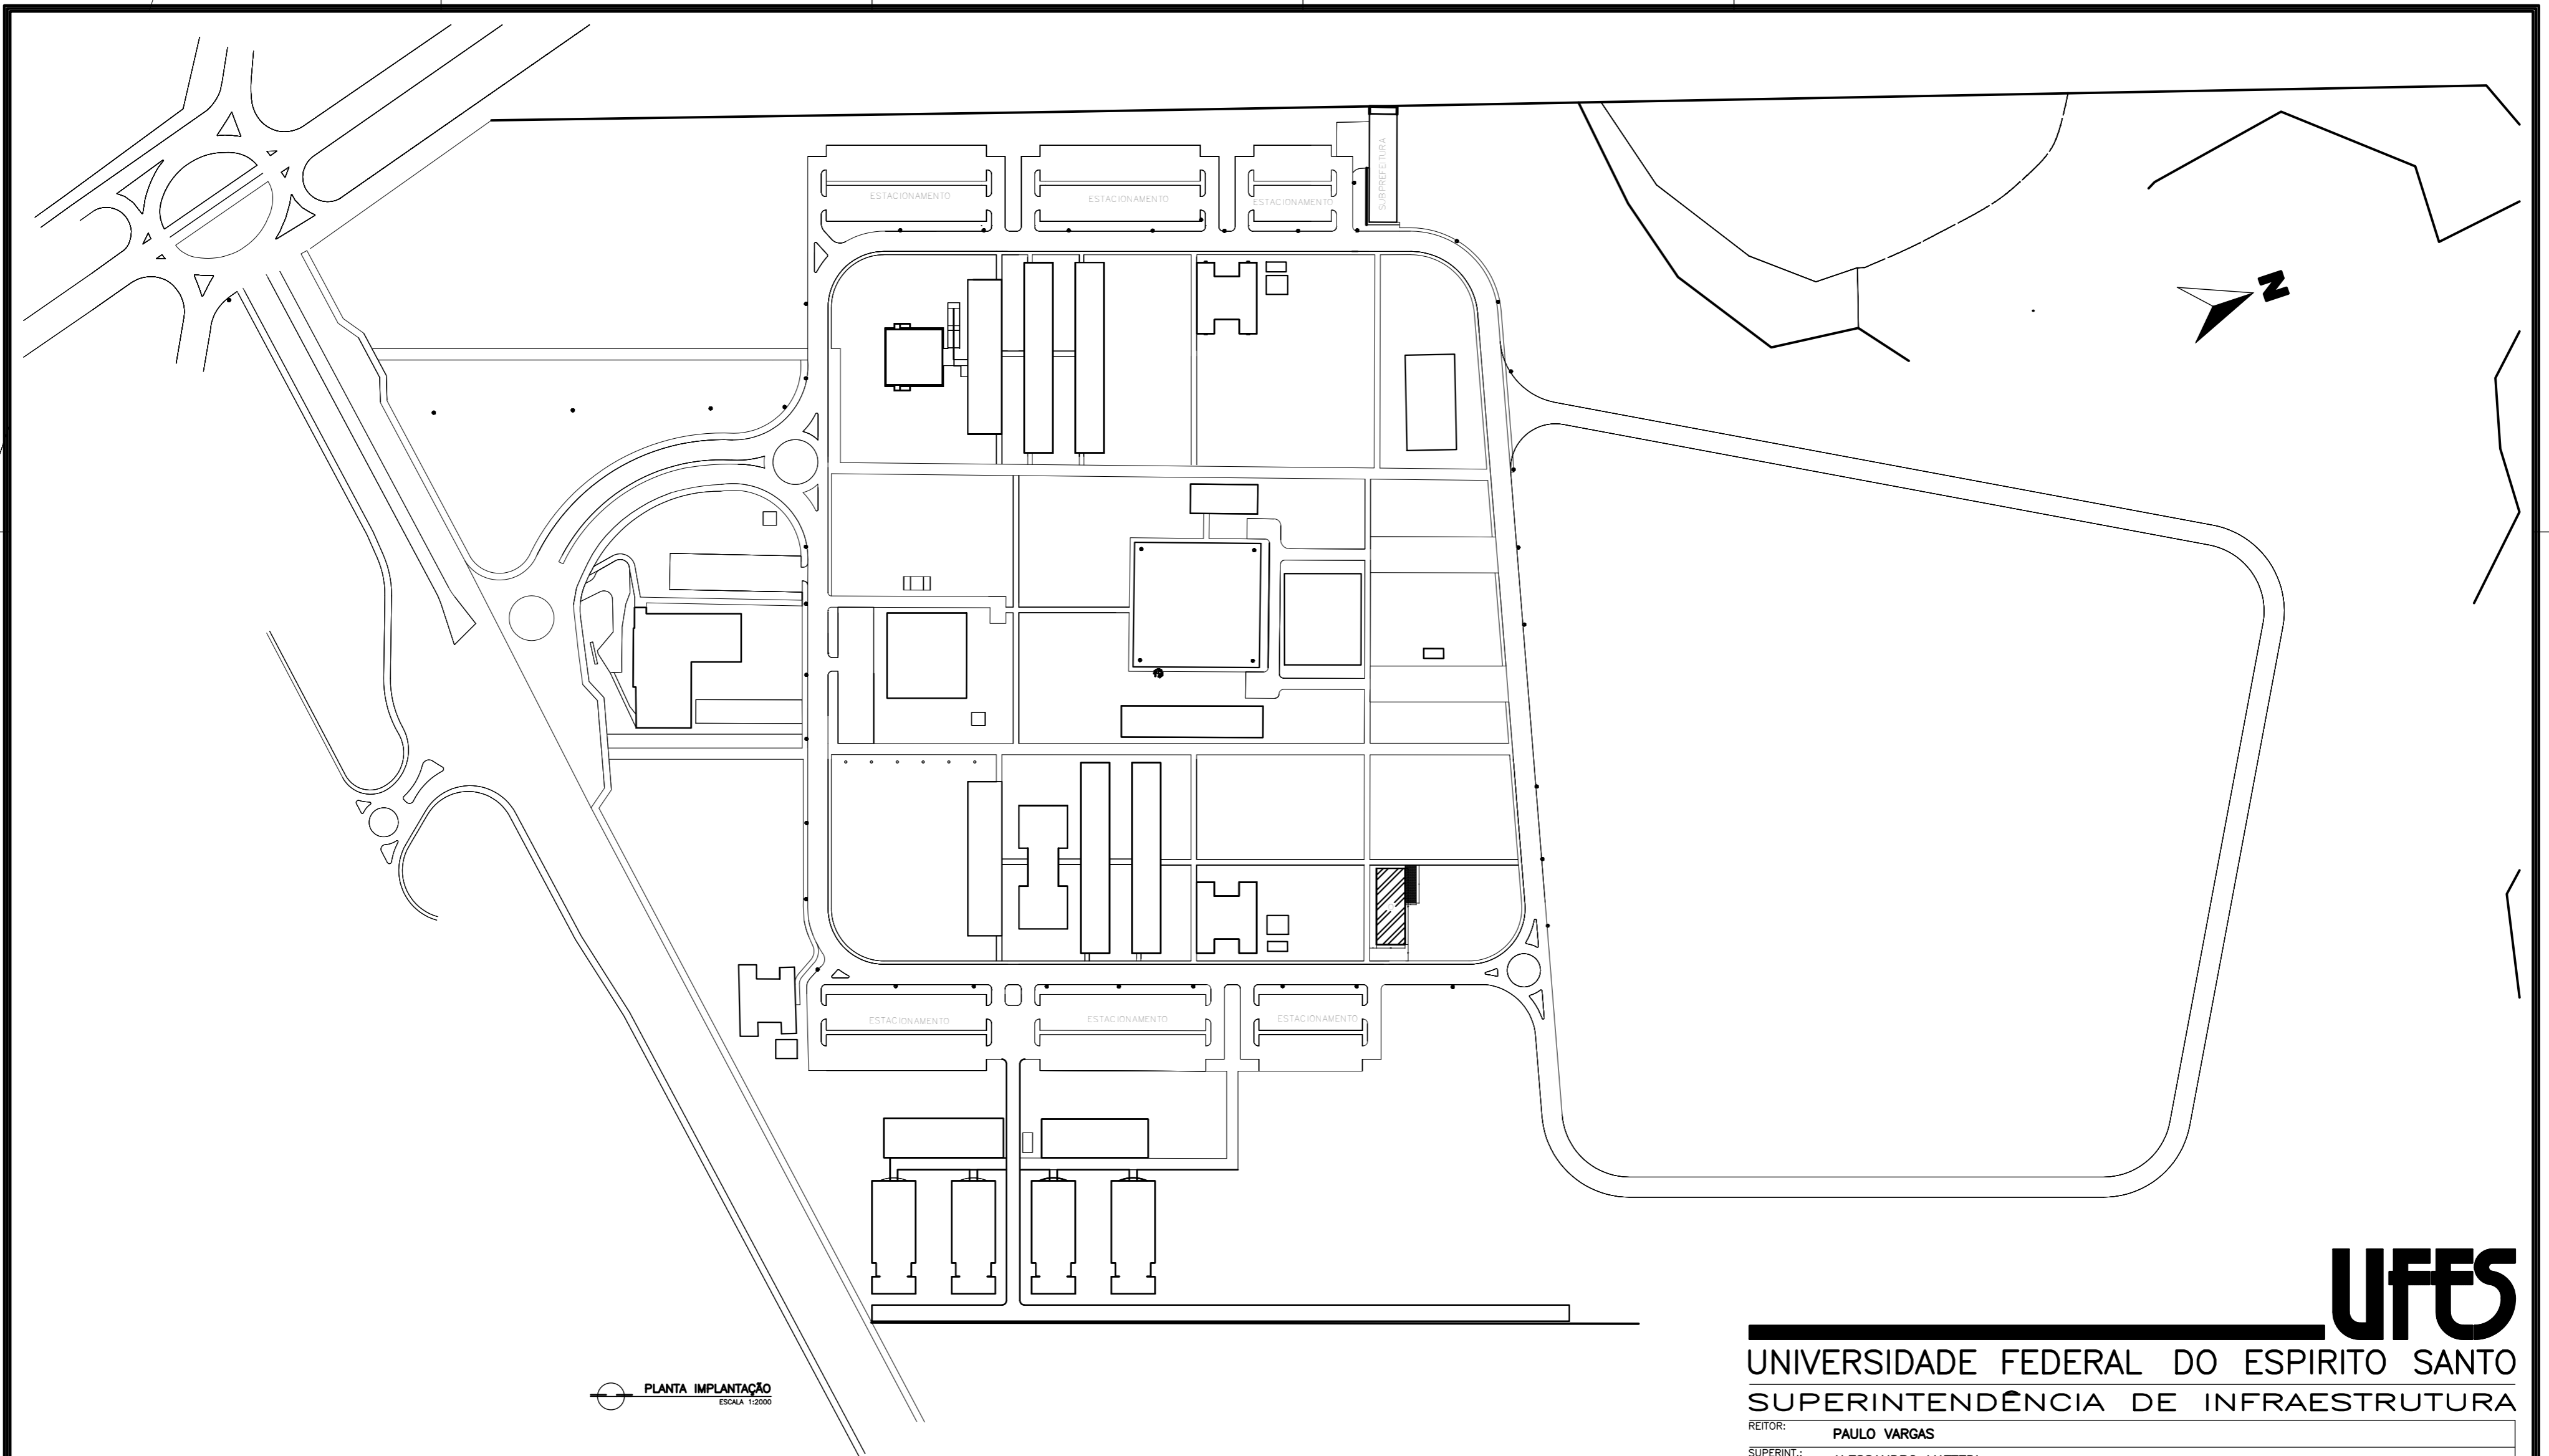 SUBPREFEITURA
ESTACIONAMENTO
ESTACIONAMENTO
ESTACIONAMENTO
N
ESTACIONAMENTO
ESTACIONAMENTO
ESTACIONAMENTO
UFES
UNIVERSIDADE FEDERAL DO ESPIRITO SANTO
PLANTA IMPLANTAÇÃO
ESCALA 1:2000
SUPERINTENDÊNCIA DE INFRAESTRUTURA
REITOR:
PAULO VARGAS
SUPERINT.: